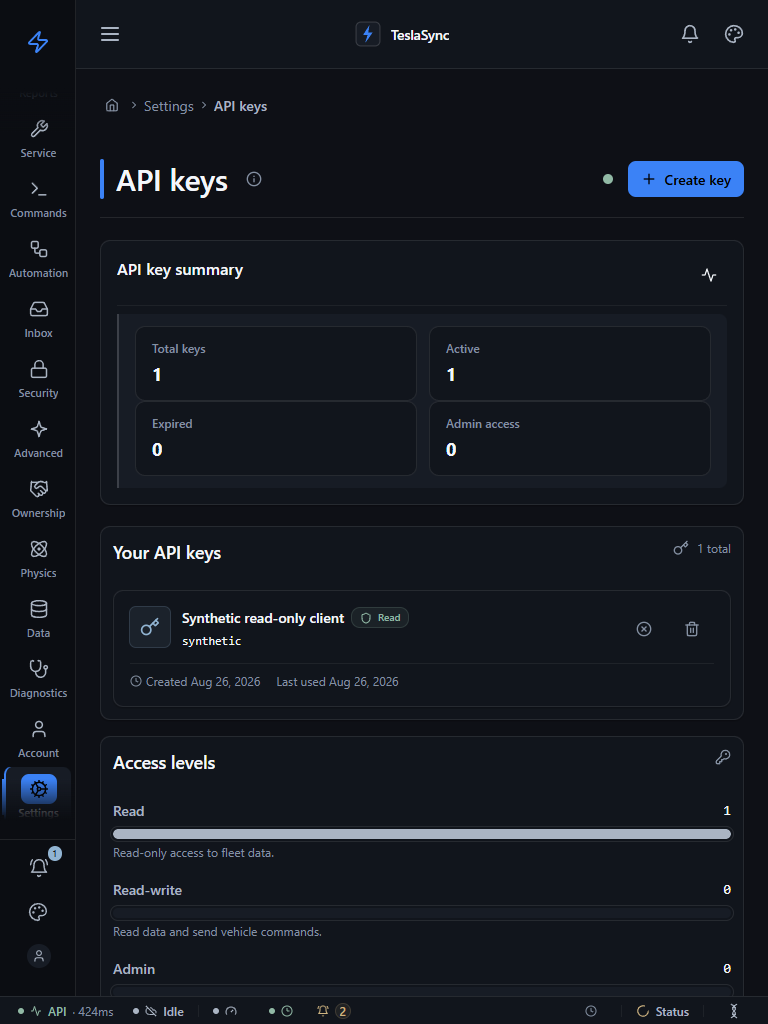 TeslaSync
Reports
Service
Commands
Automation
Inbox
Security
Advanced
Ownership
Physics
Data
Diagnostics
Account
Settings
1
Settings
API keys
API keys
Create key
API key summary
Total keys
1
Active
1
Expired
0
Admin access
0
Your API keys
1 total
Synthetic read-only client
Read
synthetic
Created Aug 26, 2026
Last used Aug 26, 2026
Access levels
Read
1
Read-only access to fleet data.
Read-write
0
Read data and send vehicle commands.
Admin
0
API · 424ms
Idle
2
Status